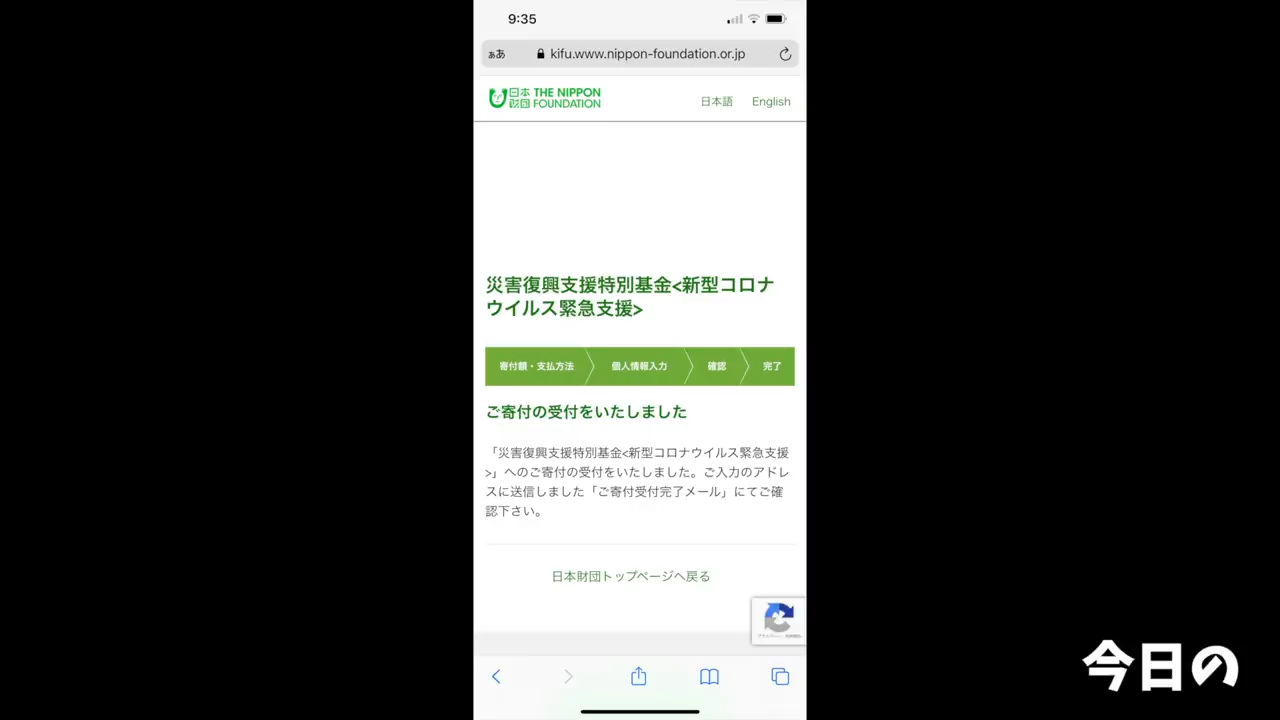 9:35
ぁあ kifu.www.nippon-foundation.or.jp
日本 THE NIPPON
財団 FOUNDATION
日本語 English
災害復興支援特別基金<新型コロナ
ウイルス緊急支援>
寄付額・支払方法 個人情報入力 確認 完了
ご寄付の受付をいたしました
「災害復興支援特別基金<新型コロナウイルス緊急支援
>」へのご寄付の受付をいたしました。ご入力のアドレ
スに送信しました「ご寄付受付完了メール」にてご確
認下さい。
日本財団トップページへ戻る
今日の